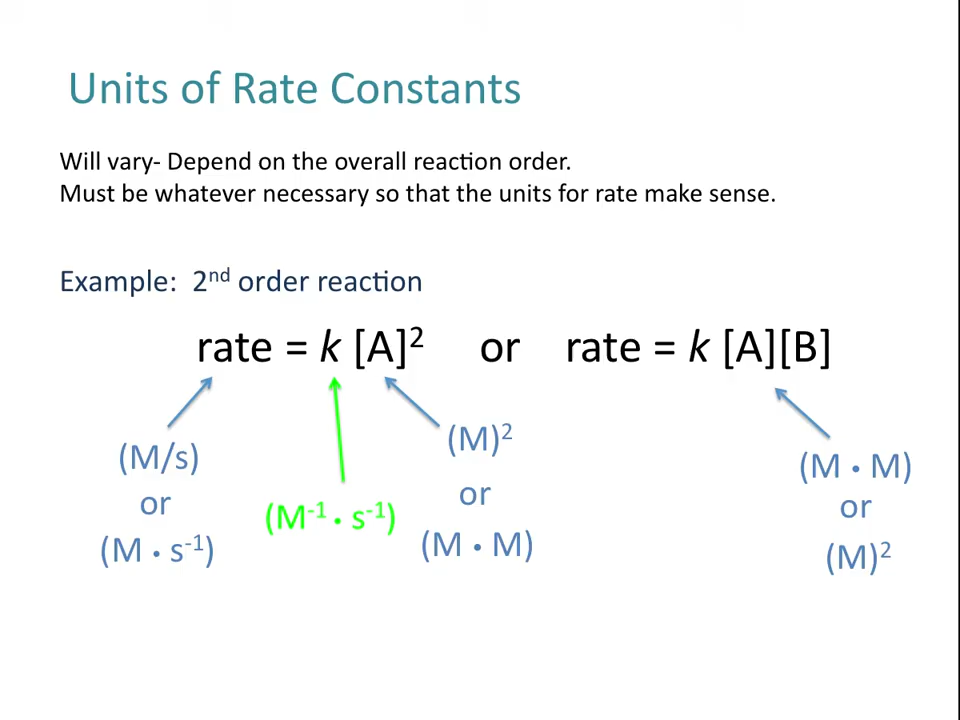 Units of Rate Constants
Will vary- Depend on the overall reaction order.
Must be whatever necessary so that the units for rate make sense.
Example: 2ⁿᵈ order reaction
rate = k [A]² or rate = k [A][B]
(M/s)
or
(M • s⁻¹)
(M⁻¹ • s⁻¹)
(M)²
or
(M • M)
(M • M)
or
(M)²